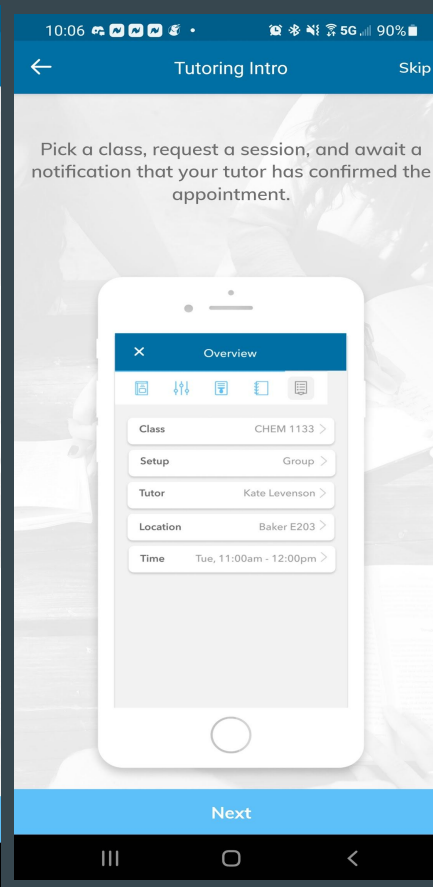 10:06 5G 90%
Tutoring Intro Skip
Pick a class, request a session, and await a
notification that your tutor has confirmed the
appointment.
Overview
Class CHEM 1133
Setup Group
Tutor Kate Levenson
Location Baker E203
Time Tue, 11:00am - 12:00pm
Next